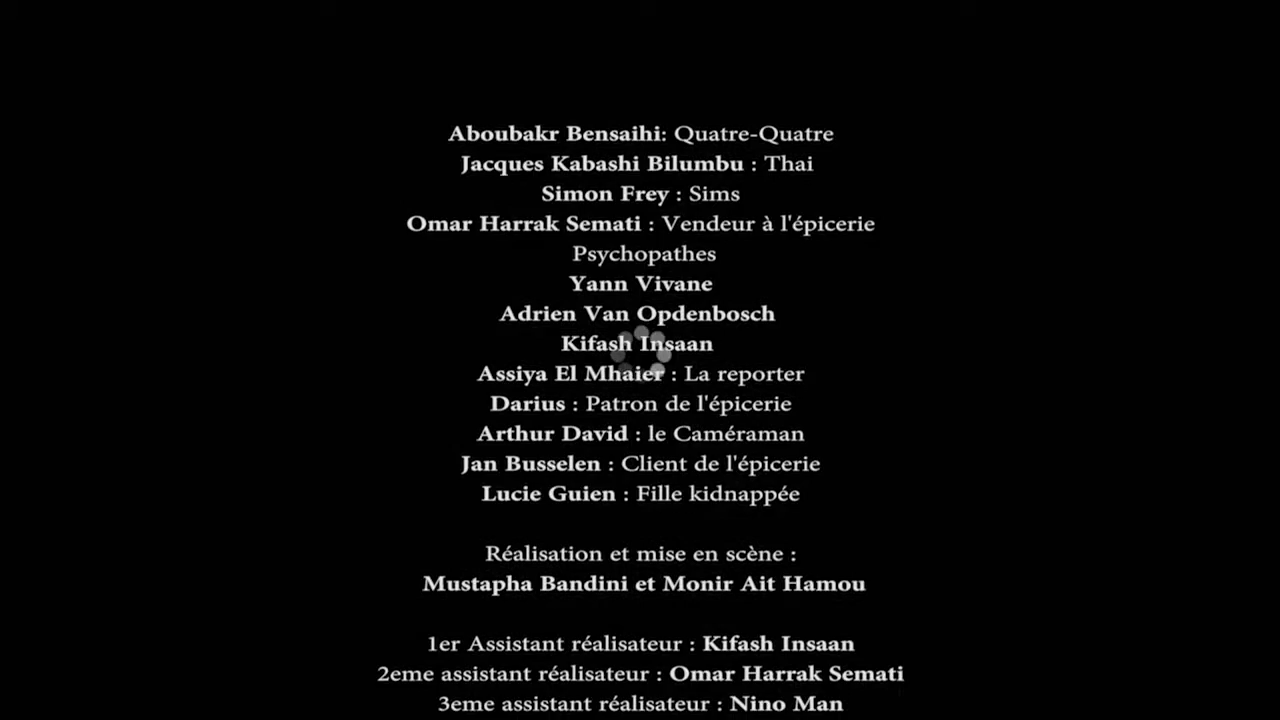 Aboubakr Bensaihi: Quatre-Quatre
Jacques Kabashi Bilumbu : Thai
Simon Frey : Sims
Omar Harrak Semati : Vendeur à l'épicerie
Psychopathes
Yann Vivane
Adrien Van Opdenbosch
Kifash Insaan
Assiya El Mhaier : La reporter
Darius : Patron de l'épicerie
Arthur David : le Caméraman
Jan Busselen : Client de l'épicerie
Lucie Guien : Fille kidnappée
Réalisation et mise en scène :
Mustapha Bandini et Monir Ait Hamou
1er Assistant réalisateur : Kifash Insaan
2eme assistant réalisateur : Omar Harrak Semati
3eme assistant réalisateur : Nino Man